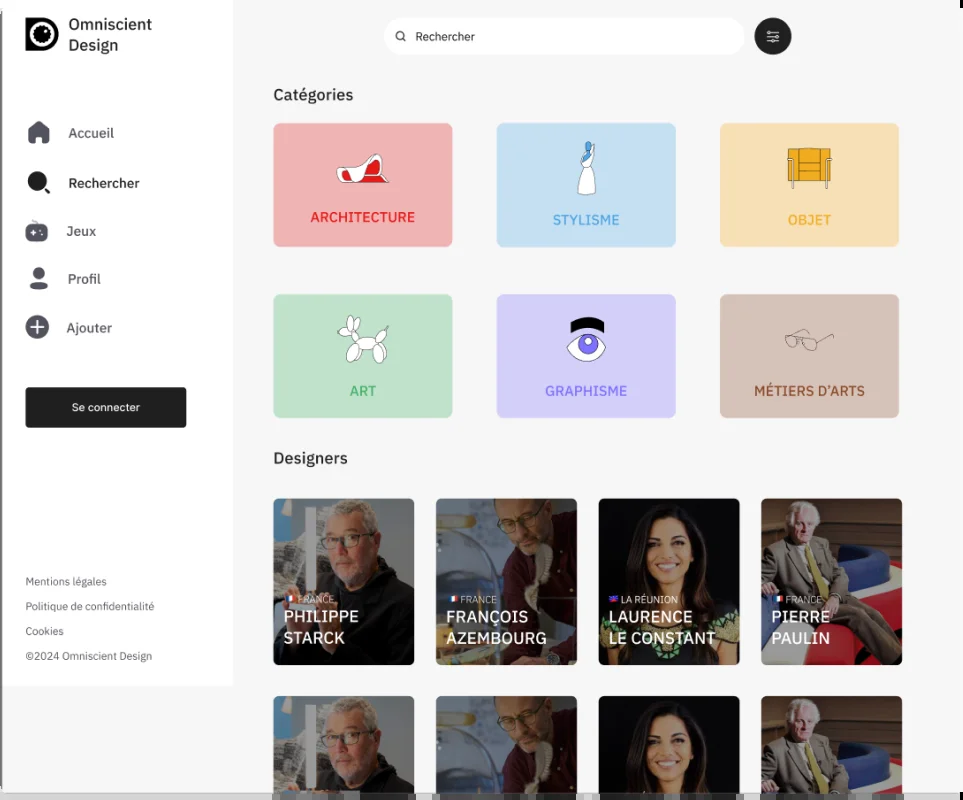 Omniscient
Design
Rechercher
Accueil
Rechercher
Jeux
Profil
Ajouter
Se connecter
Mentions légales
Politique de confidentialité
Cookies
©2024 Omniscient Design
Catégories
ARCHITECTURE
STYLISME
OBJET
ART
GRAPHISME
MÉTIERS D'ARTS
Designers
FRANCE
PHILIPPE
STARCK
FRANCE
FRANÇOIS
AZEMBOURG
LA RÉUNION
LAURENCE
LE CONSTANT
FRANCE
PIERRE
PAULIN